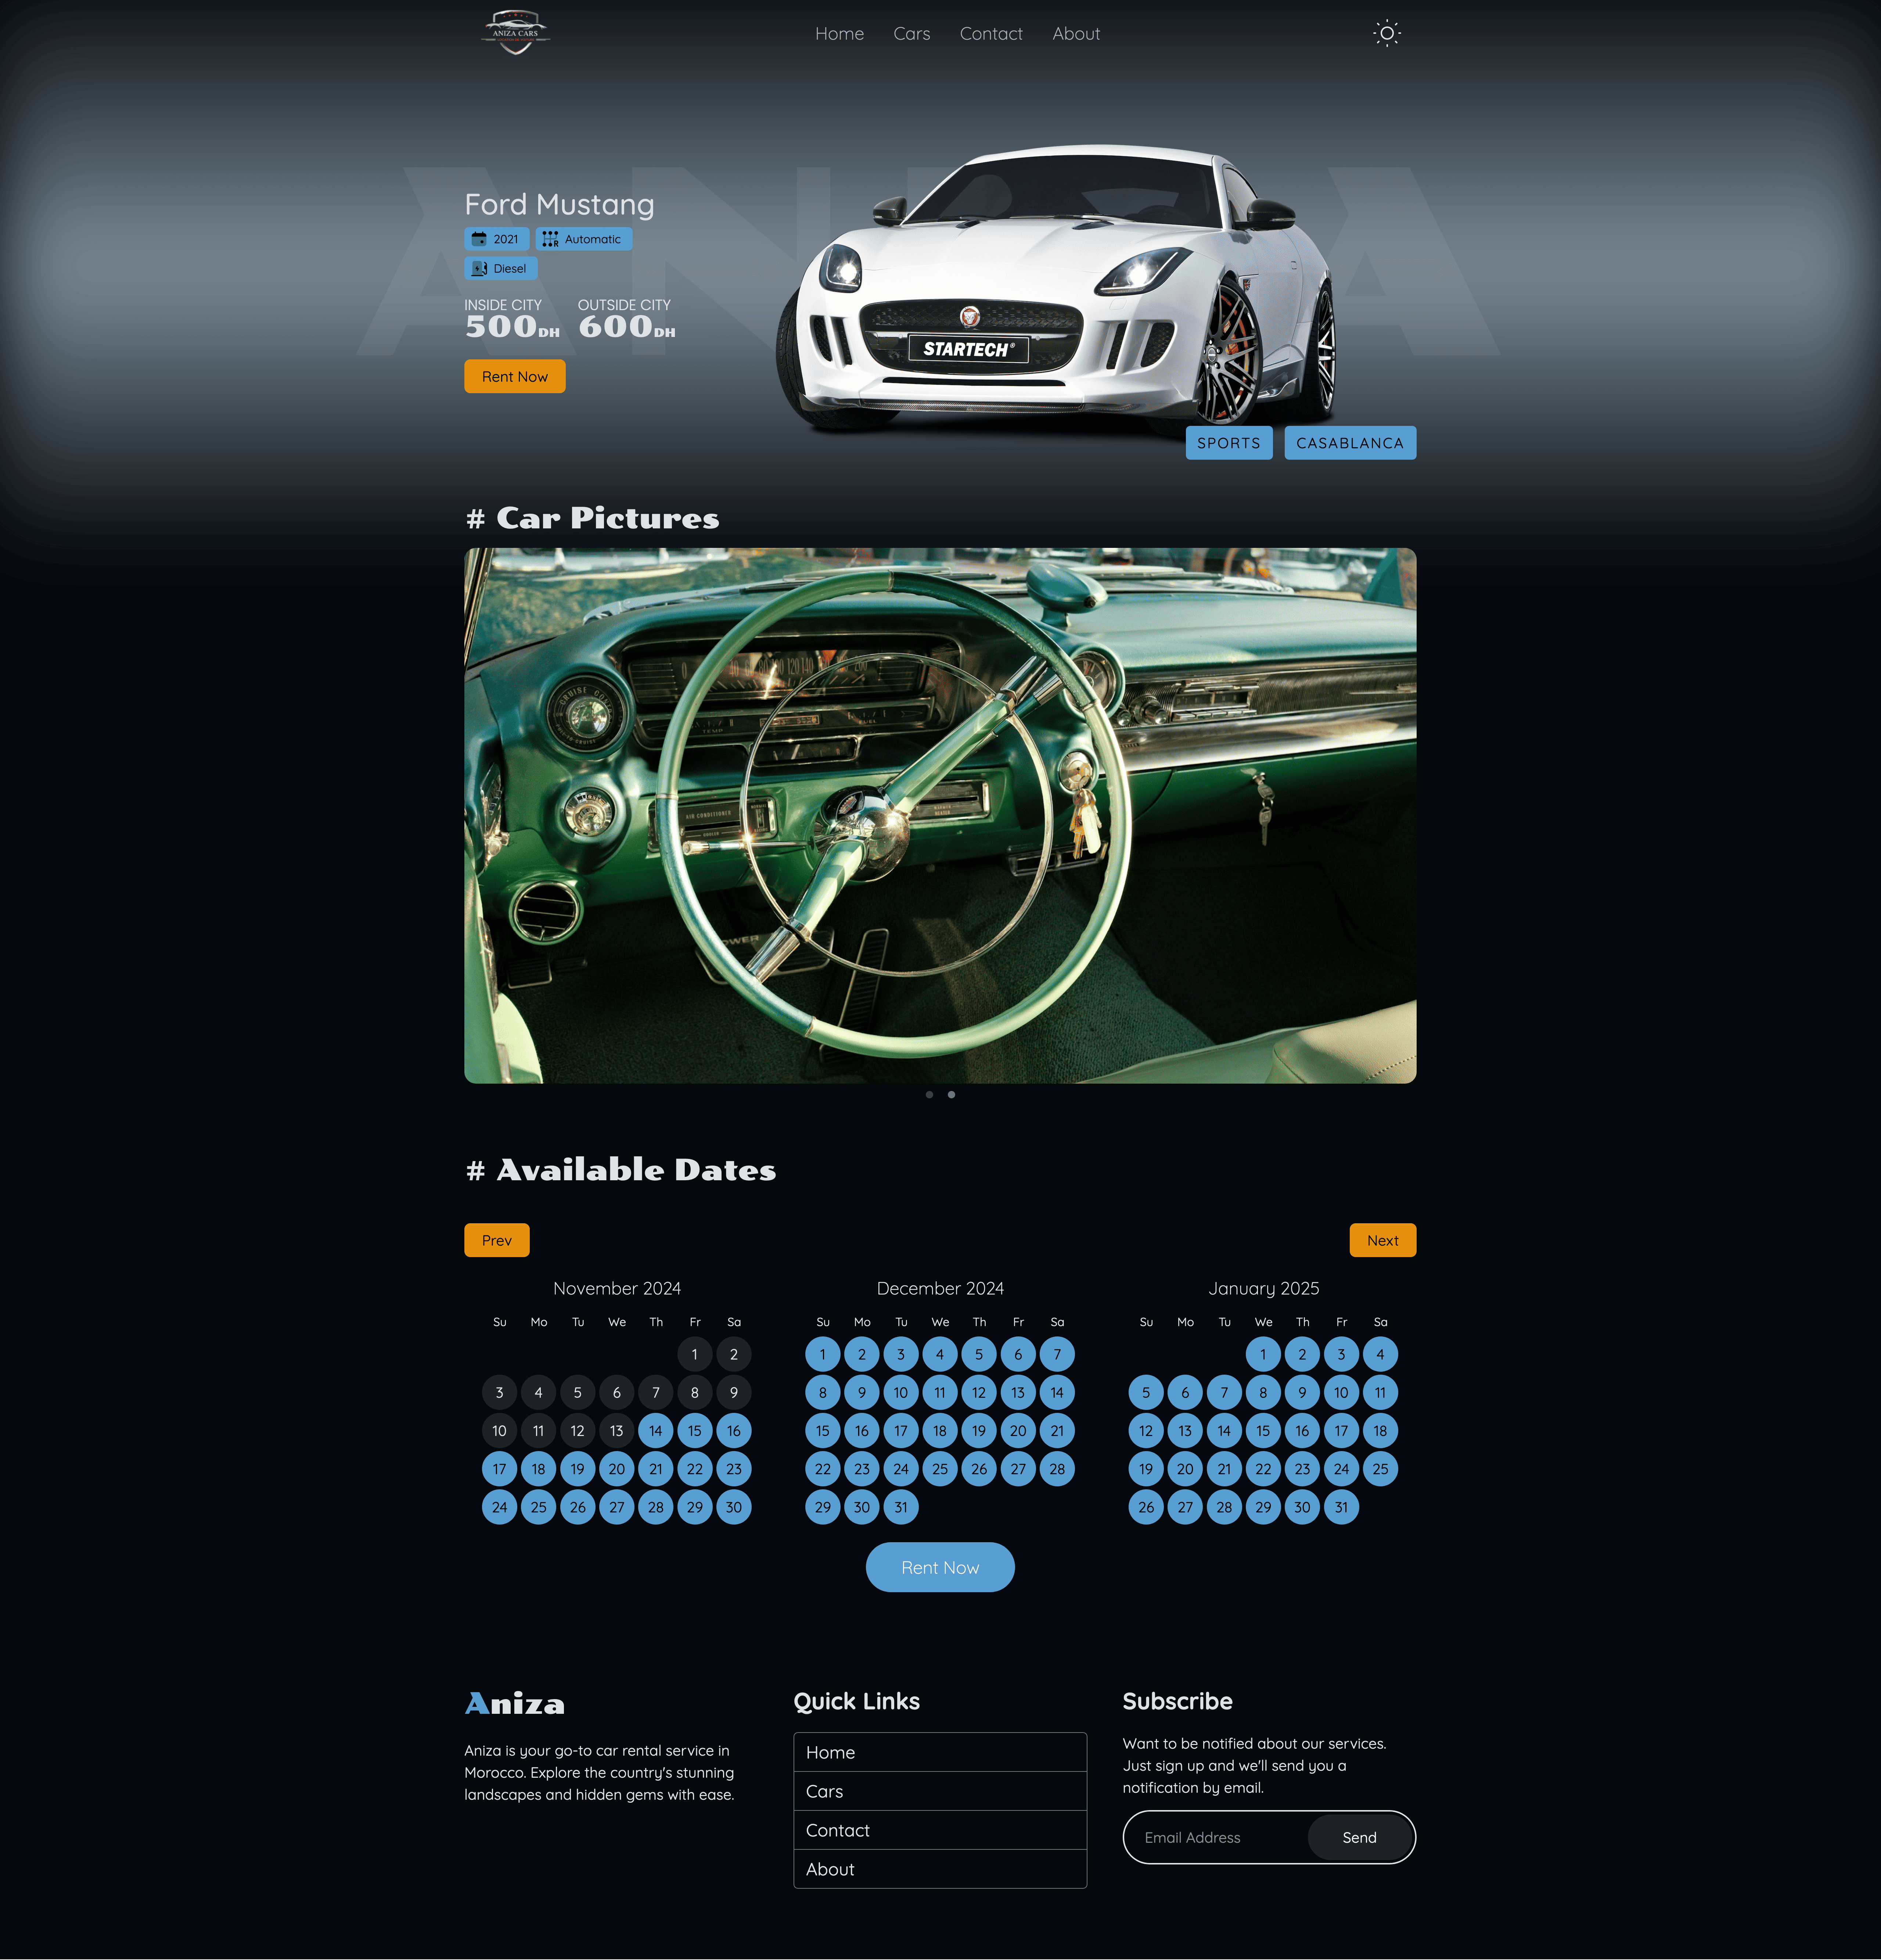 ANIZA CARS
Home Cars Contact About
ANIZA
Ford Mustang
2021 Automatic
Diesel
INSIDE CITY OUTSIDE CITY
500DH 600DH
Rent Now
STARTECH®
SPORTS CASABLANCA
# Car Pictures
CRUISE
AIR CONDITIONER
POWER
# Available Dates
Prev Next
November 2024 December 2024 January 2025
Su Mo Tu We Th Fr Sa Su Mo Tu We Th Fr Sa Su Mo Tu We Th Fr Sa
1 2 1 2 3 4 5 6 7 1 2 3 4
3 4 5 6 7 8 9 8 9 10 11 12 13 14 5 6 7 8 9 10 11
10 11 12 13 14 15 16 15 16 17 18 19 20 21 12 13 14 15 16 17 18
17 18 19 20 21 22 23 22 23 24 25 26 27 28 19 20 21 22 23 24 25
24 25 26 27 28 29 30 29 30 31 26 27 28 29 30 31
Rent Now
Aniza
Aniza is your go-to car rental service in
Morocco. Explore the country's stunning
landscapes and hidden gems with ease.
Quick Links
Home
Cars
Contact
About
Subscribe
Want to be notified about our services.
Just sign up and we'll send you a
notification by email.
Email Address Send